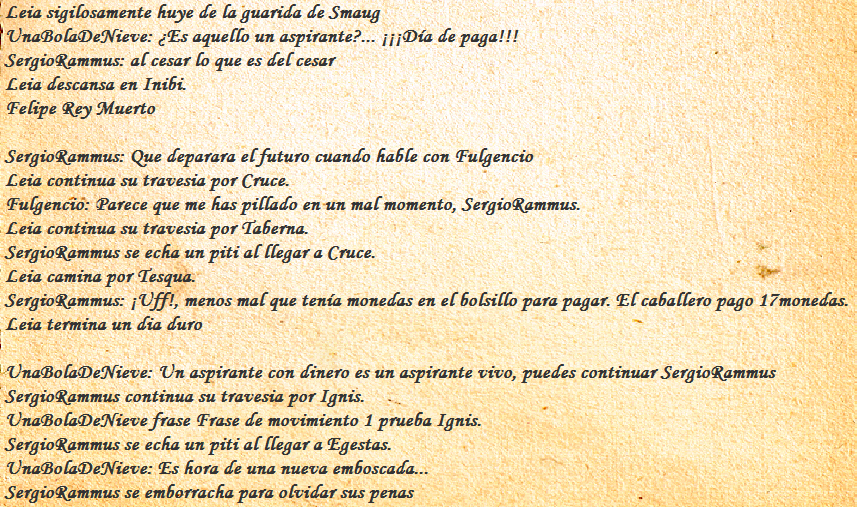 Leia sigilosamente huye de la guarida de Smaug
UnaBolaDeNieve: ¿Es aquello un aspirante?... ¡¡¡Día de paga!!!
SergioRammus: al cesar lo que es del cesar
Leia descansa en Inibi.
Felipe Rey Muerto
SergioRammus: Que deparara el futuro cuando hable con Fulgencio
Leia continua su travesia por Cruce.
Fulgencio: Parece que me has pillado en un mal momento, SergioRammus.
Leia continua su travesia por Taberna.
SergioRammus se echa un piti al llegar a Cruce.
Leia camina por Tesqua.
SergioRammus: ¡Uff!, menos mal que tenía monedas en el bolsillo para pagar. El caballero pago 17monedas.
Leia termina un dia duro
UnaBolaDeNieve: Un aspirante con dinero es un aspirante vivo, puedes continuar SergioRammus
SergioRammus continua su travesia por Ignis.
UnaBolaDeNieve frase Frase de movimiento 1 prueba Ignis.
SergioRammus se echa un piti al llegar a Egestas.
UnaBolaDeNieve: Es hora de una nueva emboscada...
SergioRammus se emborracha para olvidar sus penas